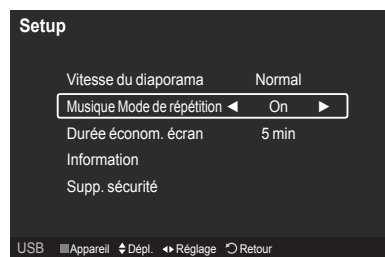 Setup
Vitesse du diaporama Normal
Musique Mode de répétition ◄ On ►
Durée économ. écran 5 min
Information
Supp. sécurité
USB Appareil Dépl. Réglage Retour